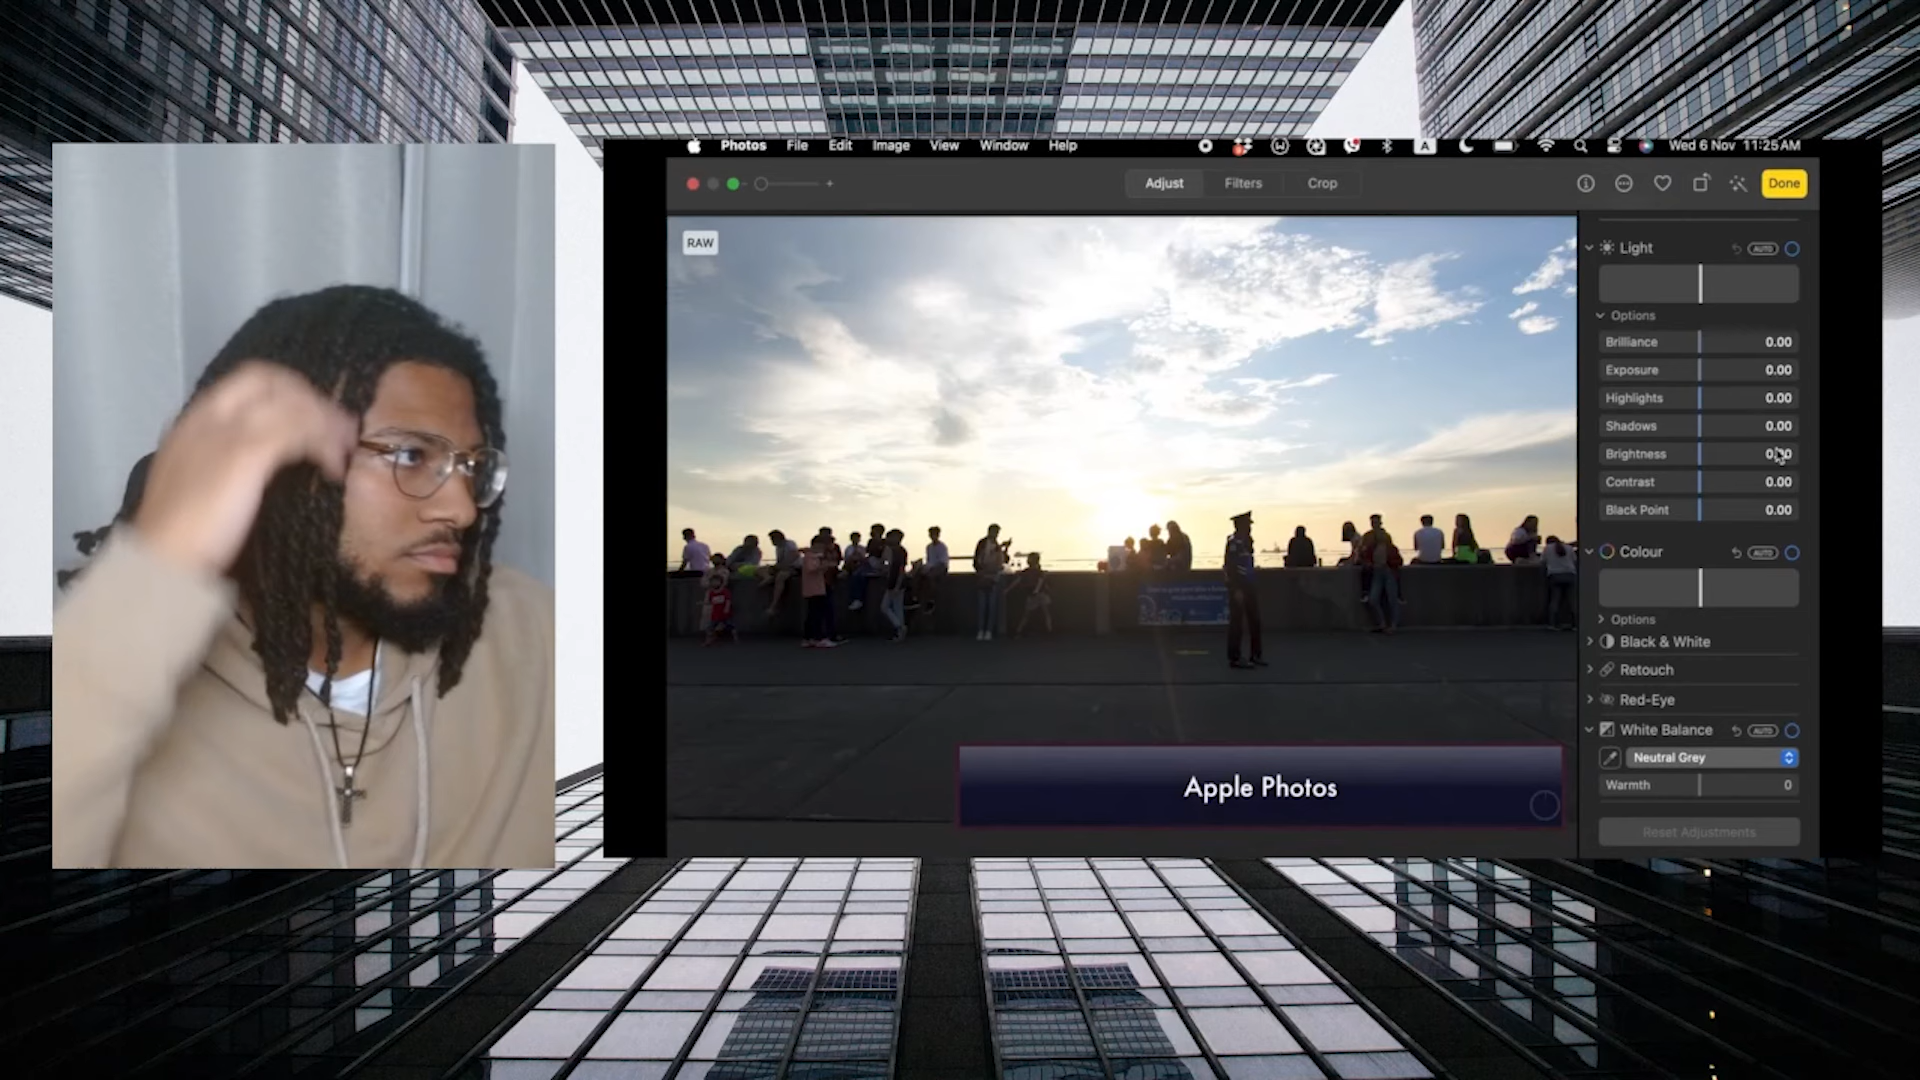 Photos File Edit Image View Window Help A Wed 6 Nov 11:25 AM
Adjust Filters Crop Done
RAW
Light AUTO
Options
Brilliance 0.00
Exposure 0.00
Highlights 0.00
Shadows 0.00
Brightness
Contrast 0.00
Black Point 0.00
Colour AUTO
Options
Black & White
Retouch
Red-Eye
White Balance AUTO
Neutral Grey
Warmth 0
Reset Adjustments
Apple Photos